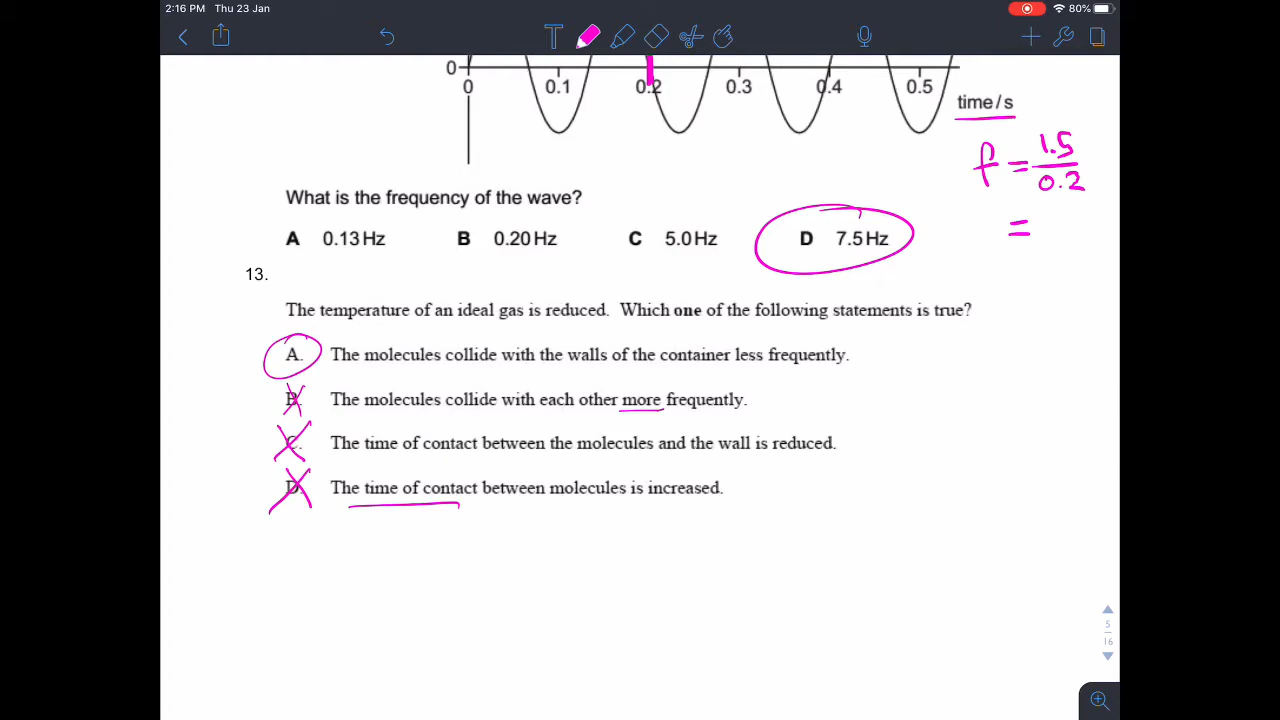 2:16 PM Thu 23 Jan
80%
T
0
0 0.1 0.2 0.3 0.4 0.5
time/s
f = 1.5
0.2
=
What is the frequency of the wave?
A 0.13 Hz B 0.20 Hz C 5.0 Hz D 7.5 Hz
13.
The temperature of an ideal gas is reduced. Which one of the following statements is true?
A. The molecules collide with the walls of the container less frequently.
B. The molecules collide with each other more frequently.
C. The time of contact between the molecules and the wall is reduced.
D. The time of contact between molecules is increased.
5
16